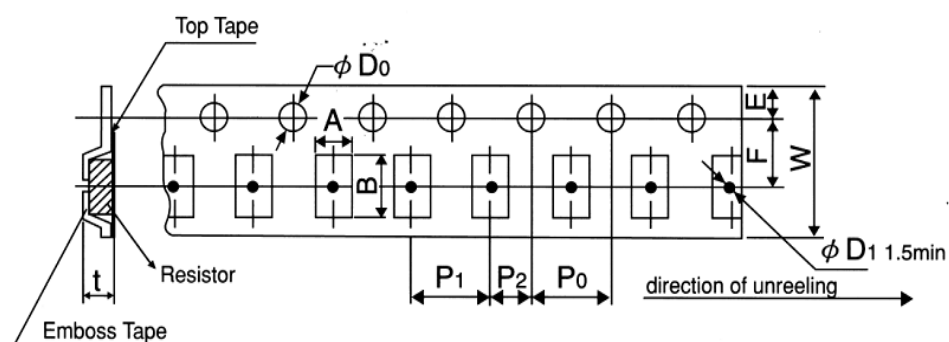 Top Tape
φ D0
A
E
F
W
B
φ D1 1.5min
P1
P2
P0
t
Resistor
direction of unreeling
Emboss Tape